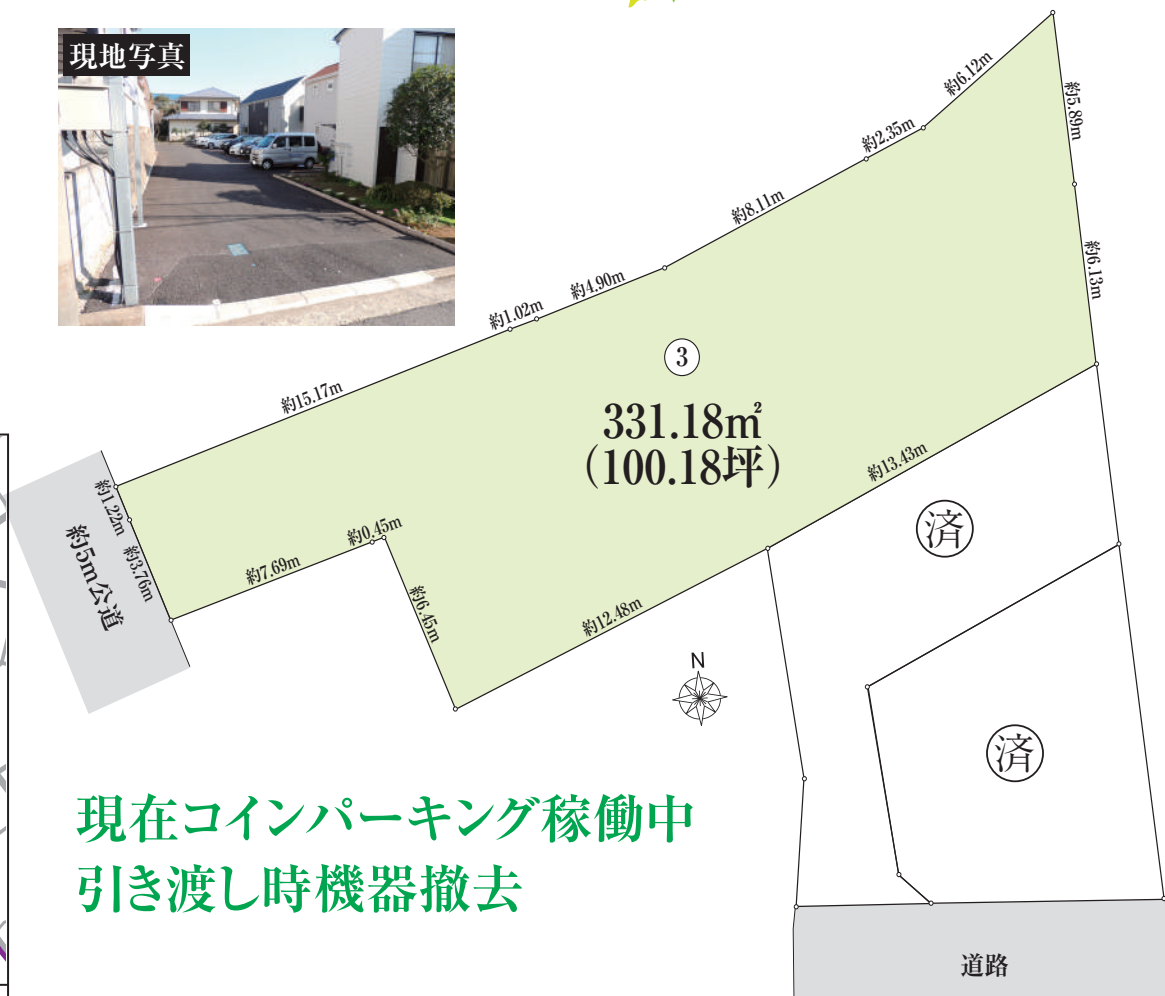 現地写真
約6.12m
約5.89m
約2.35m
約8.11m
約6.13m
約4.90m
約1.02m
③
約15.17m
331.18㎡
(100.18坪)
約13.43m
約1.22m
済
約3.76m
約5m公道
約0.45m
約7.69m
約6.45m
約12.48m
N
済
現在コインパーキング稼働中
引き渡し時機器撤去
道路